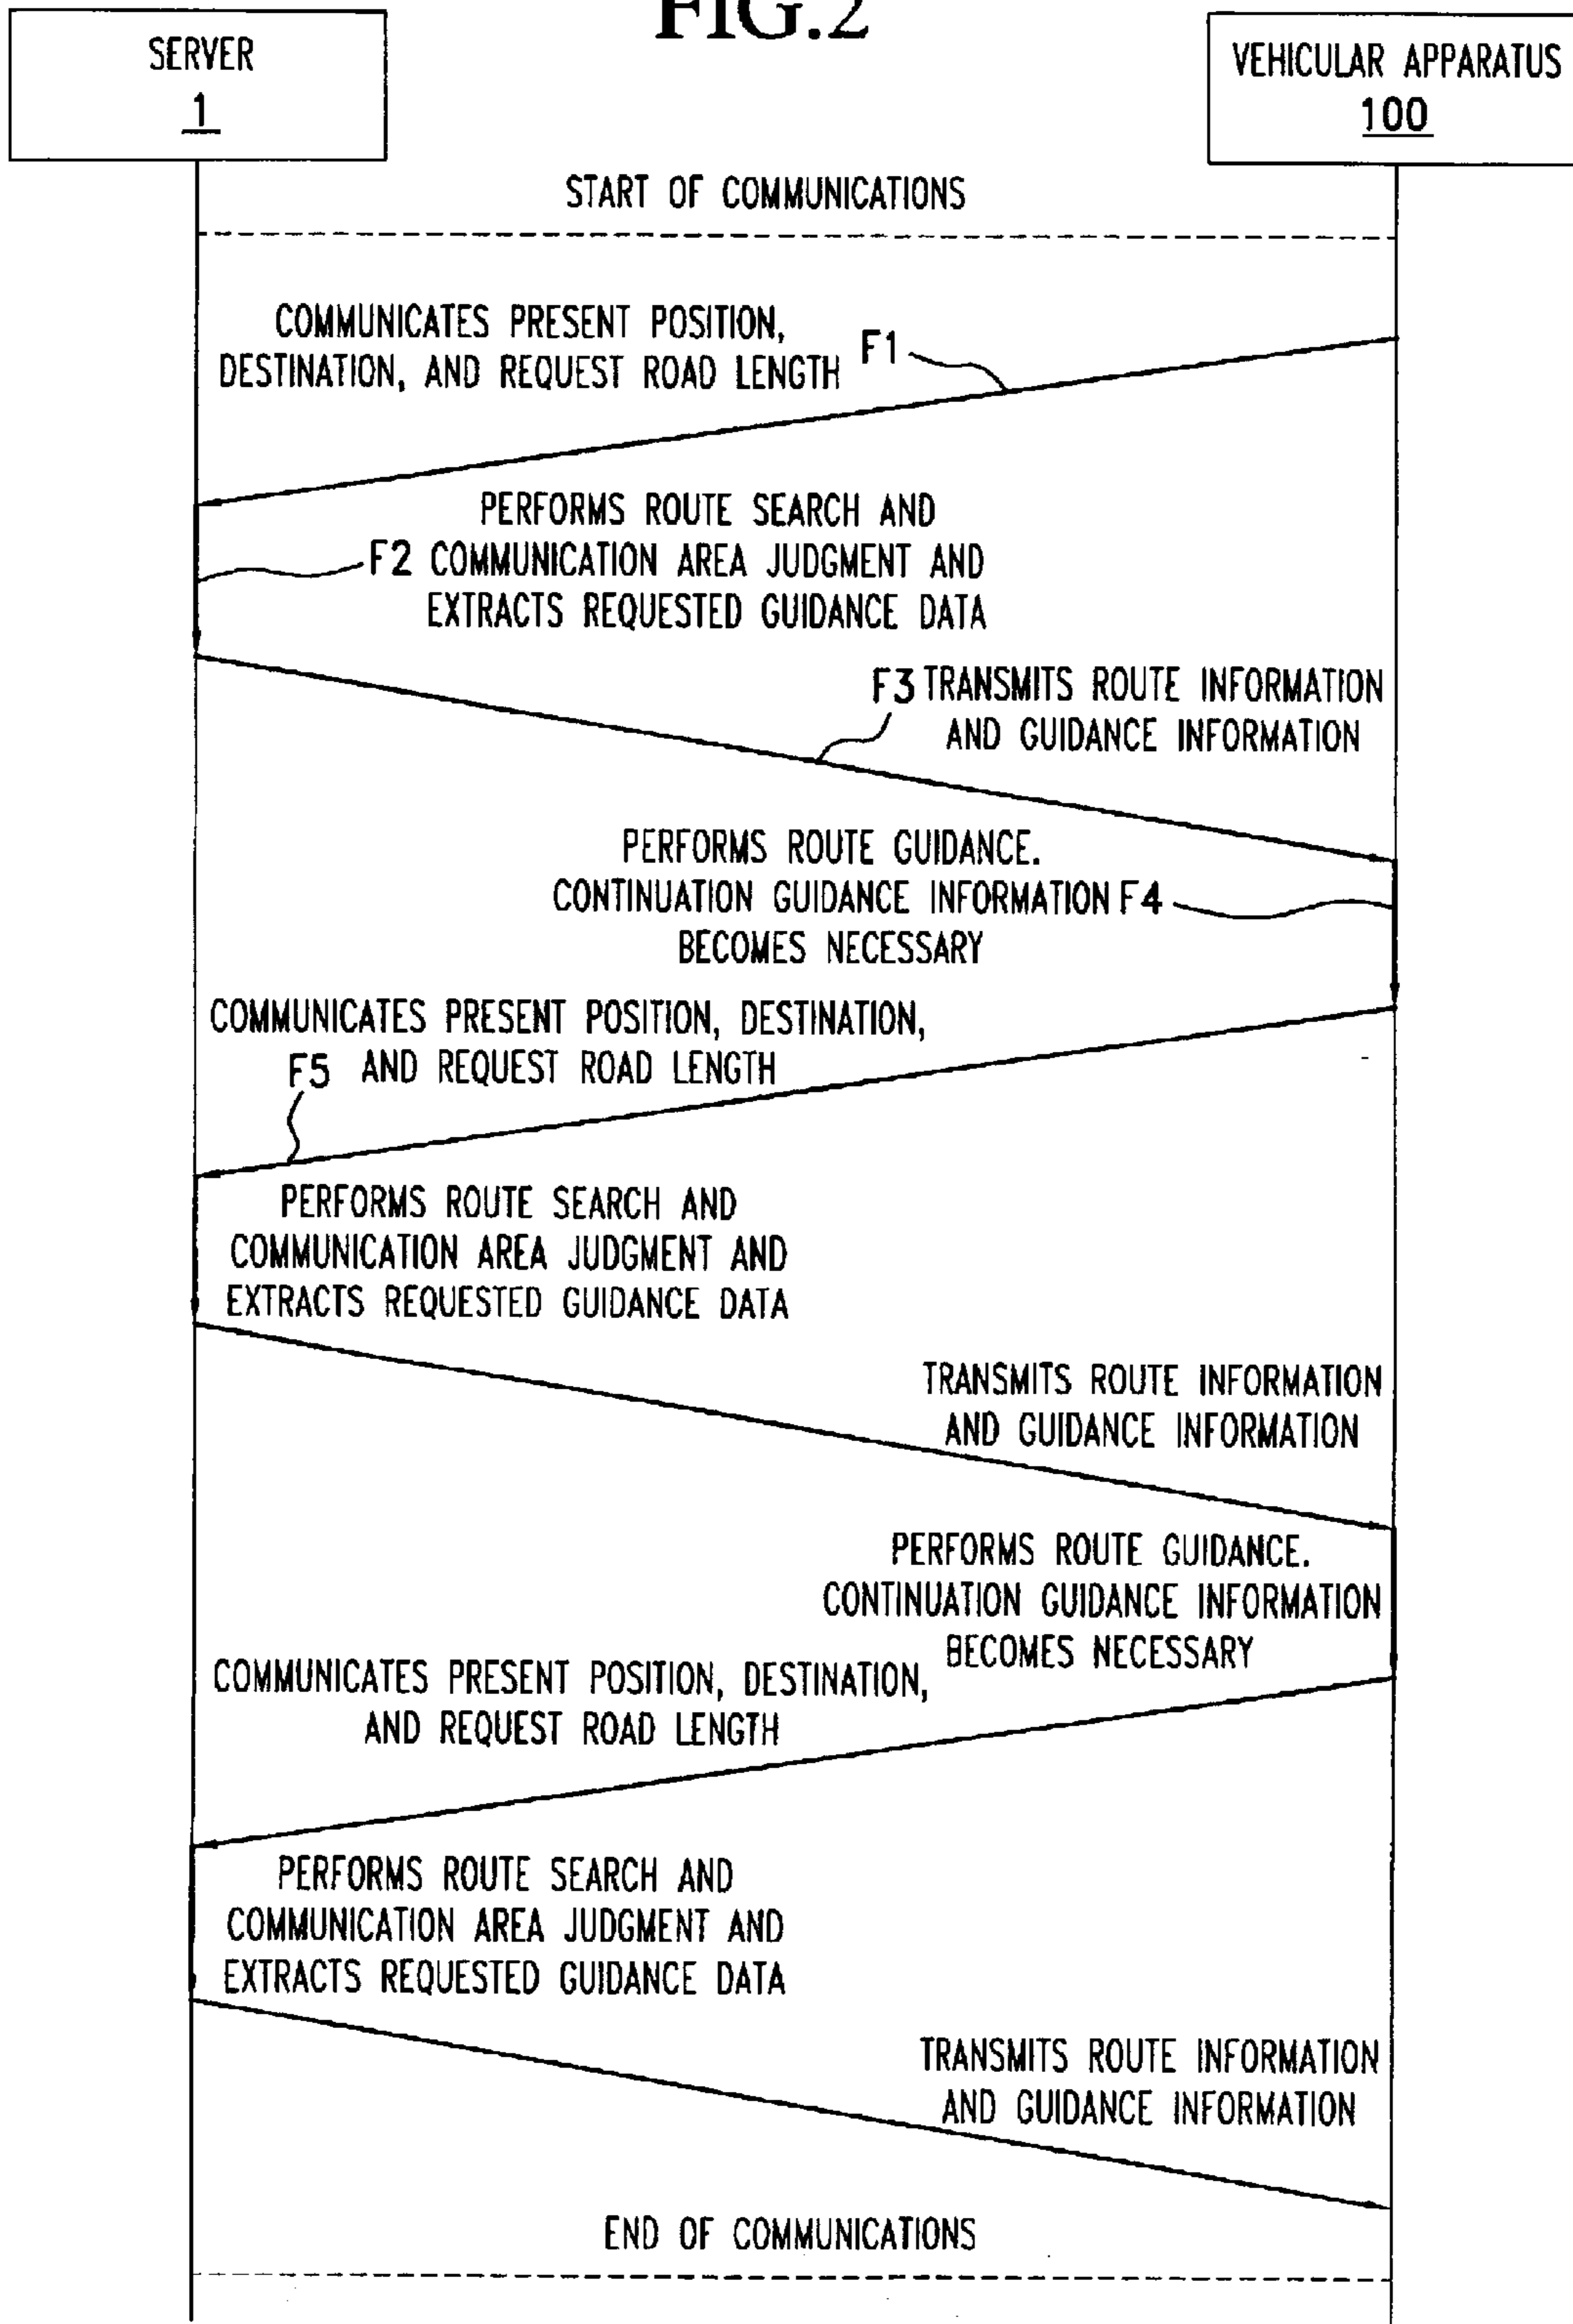 FIG.2
SERVER
1
VEHICULAR APPARATUS
100
START OF COMMUNICATIONS
COMMUNICATES PRESENT POSITION,
DESTINATION, AND REQUEST ROAD LENGTH
F1
PERFORMS ROUTE SEARCH AND
F2 COMMUNICATION AREA JUDGMENT AND
EXTRACTS REQUESTED GUIDANCE DATA
F3 TRANSMITS ROUTE INFORMATION
AND GUIDANCE INFORMATION
PERFORMS ROUTE GUIDANCE.
CONTINUATION GUIDANCE INFORMATION F4
BECOMES NECESSARY
COMMUNICATES PRESENT POSITION, DESTINATION,
F5 AND REQUEST ROAD LENGTH
PERFORMS ROUTE SEARCH AND
COMMUNICATION AREA JUDGMENT AND
EXTRACTS REQUESTED GUIDANCE DATA
TRANSMITS ROUTE INFORMATION
AND GUIDANCE INFORMATION
PERFORMS ROUTE GUIDANCE.
CONTINUATION GUIDANCE INFORMATION
BECOMES NECESSARY
COMMUNICATES PRESENT POSITION, DESTINATION,
AND REQUEST ROAD LENGTH
PERFORMS ROUTE SEARCH AND
COMMUNICATION AREA JUDGMENT AND
EXTRACTS REQUESTED GUIDANCE DATA
TRANSMITS ROUTE INFORMATION
AND GUIDANCE INFORMATION
END OF COMMUNICATIONS